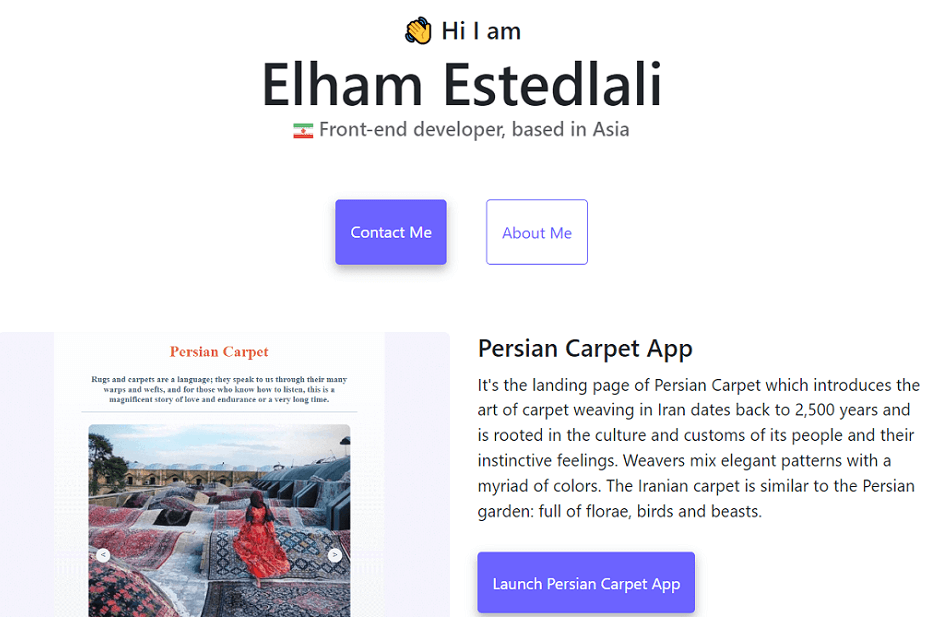 👋 Hi I am
Elham Estedlali
🇮🇷 Front-end developer, based in Asia
Contact Me
About Me
Persian Carpet
Rugs and carpets are a language; they speak to us through their many
warps and wefts, and for those who know how to listen, this is a
magnificent story of love and endurance or a very long time.
<
>
Persian Carpet App
It's the landing page of Persian Carpet which introduces the
art of carpet weaving in Iran dates back to 2,500 years and
is rooted in the culture and customs of its people and their
instinctive feelings. Weavers mix elegant patterns with a
myriad of colors. The Iranian carpet is similar to the Persian
garden: full of florae, birds and beasts.
Launch Persian Carpet App